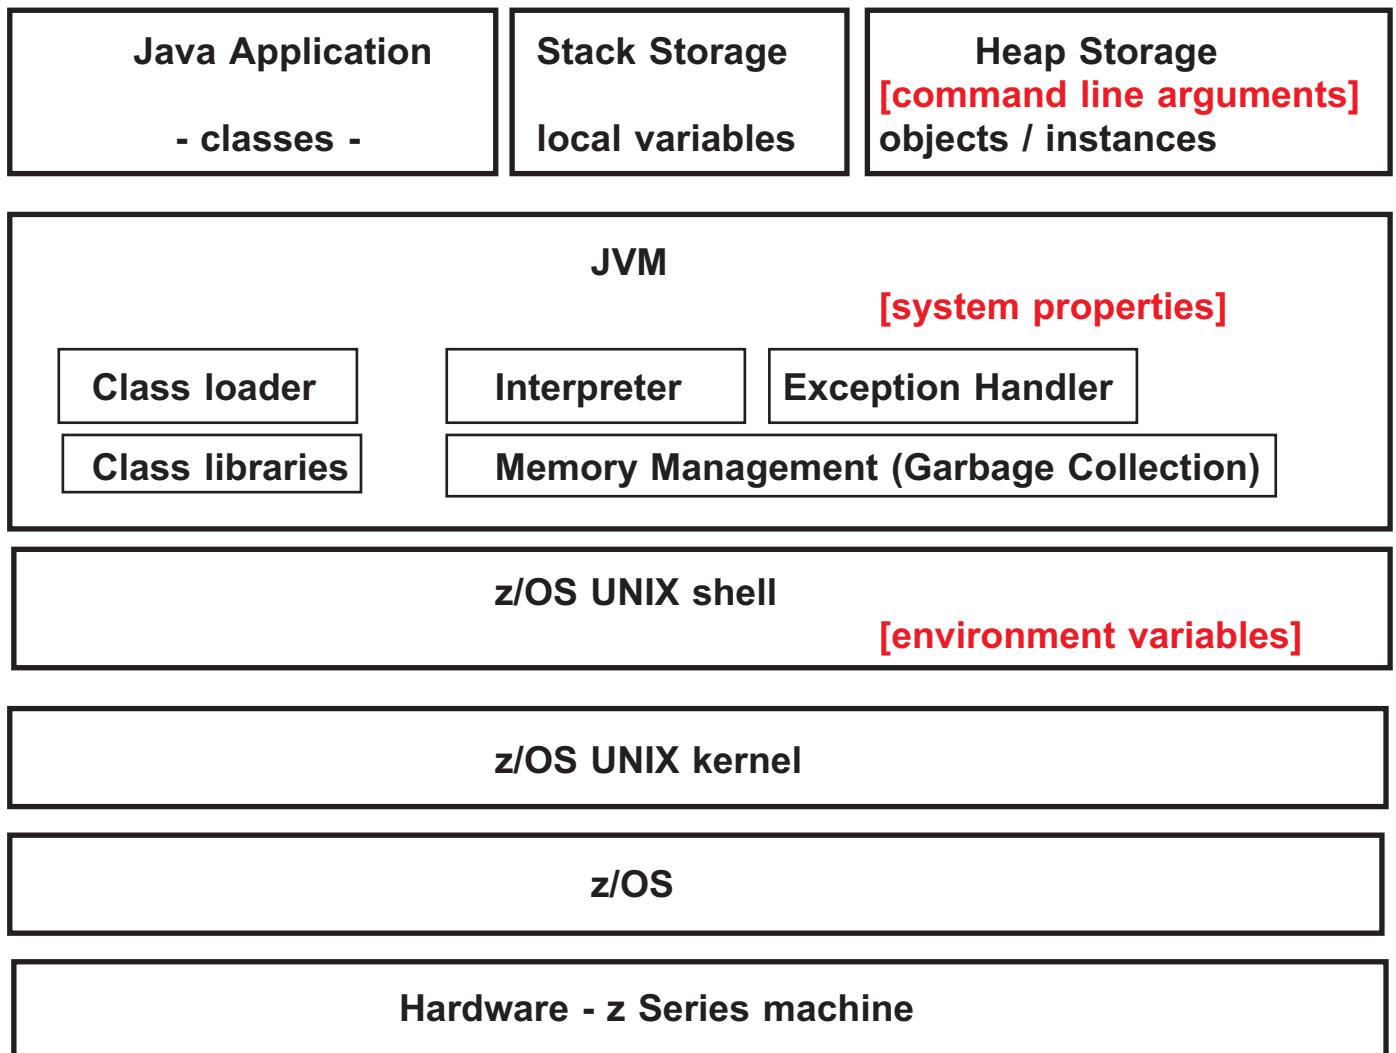 Java Application
- classes -
Stack Storage
local variables
Heap Storage
[command line arguments]
objects / instances
JVM
[system properties]
Class loader
Interpreter
Exception Handler
Class libraries
Memory Management (Garbage Collection)
z/OS UNIX shell
[environment variables]
z/OS UNIX kernel
z/OS
Hardware - z Series machine